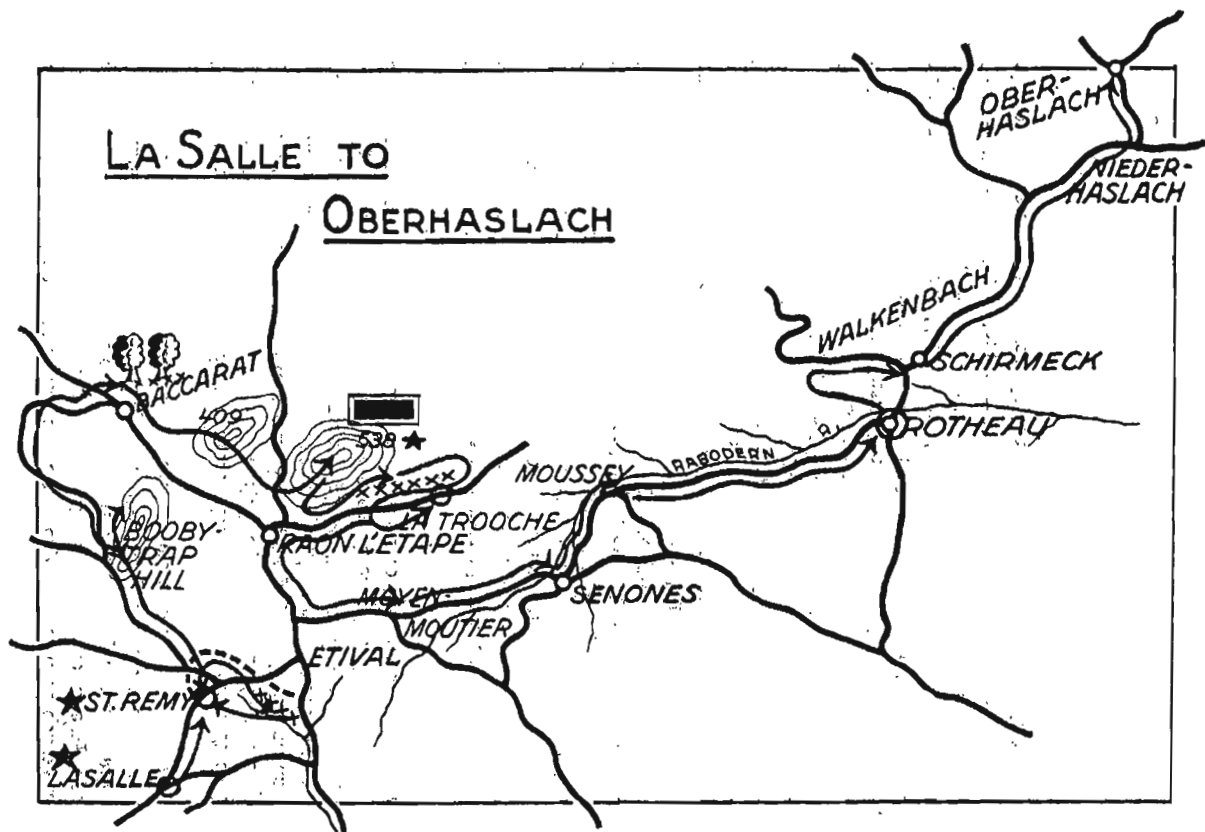 LA SALLE TO
OBERHASLACH
OBER-
HASLACH
NIEDER-
HASLACH
WALKENBACH
SCHIRMECK
BACCARAT
409
538
ROTHEAU
RABODERN
R.
MOUSSEY
LA TROOCHE
RAON L'ETAPE
BOOBY-
TRAP
HILL
MOYEN-
MOUTIER
SENONES
ETIVAL
ST. REMY
LASALLE